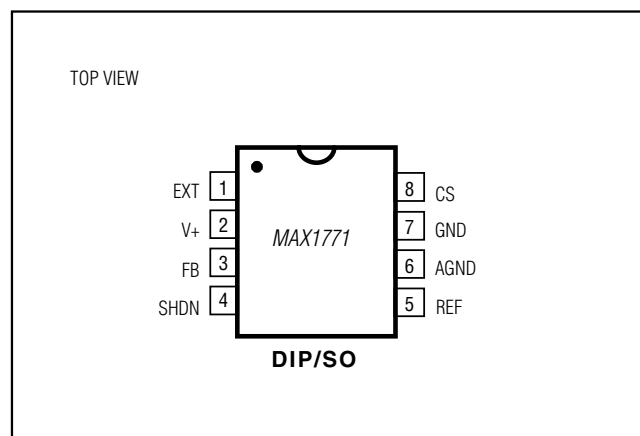 TOP VIEW
EXT 1
V+ 2
FB 3
SHDN 4
MAX1771
8 CS
7 GND
6 AGND
5 REF
DIP/SO